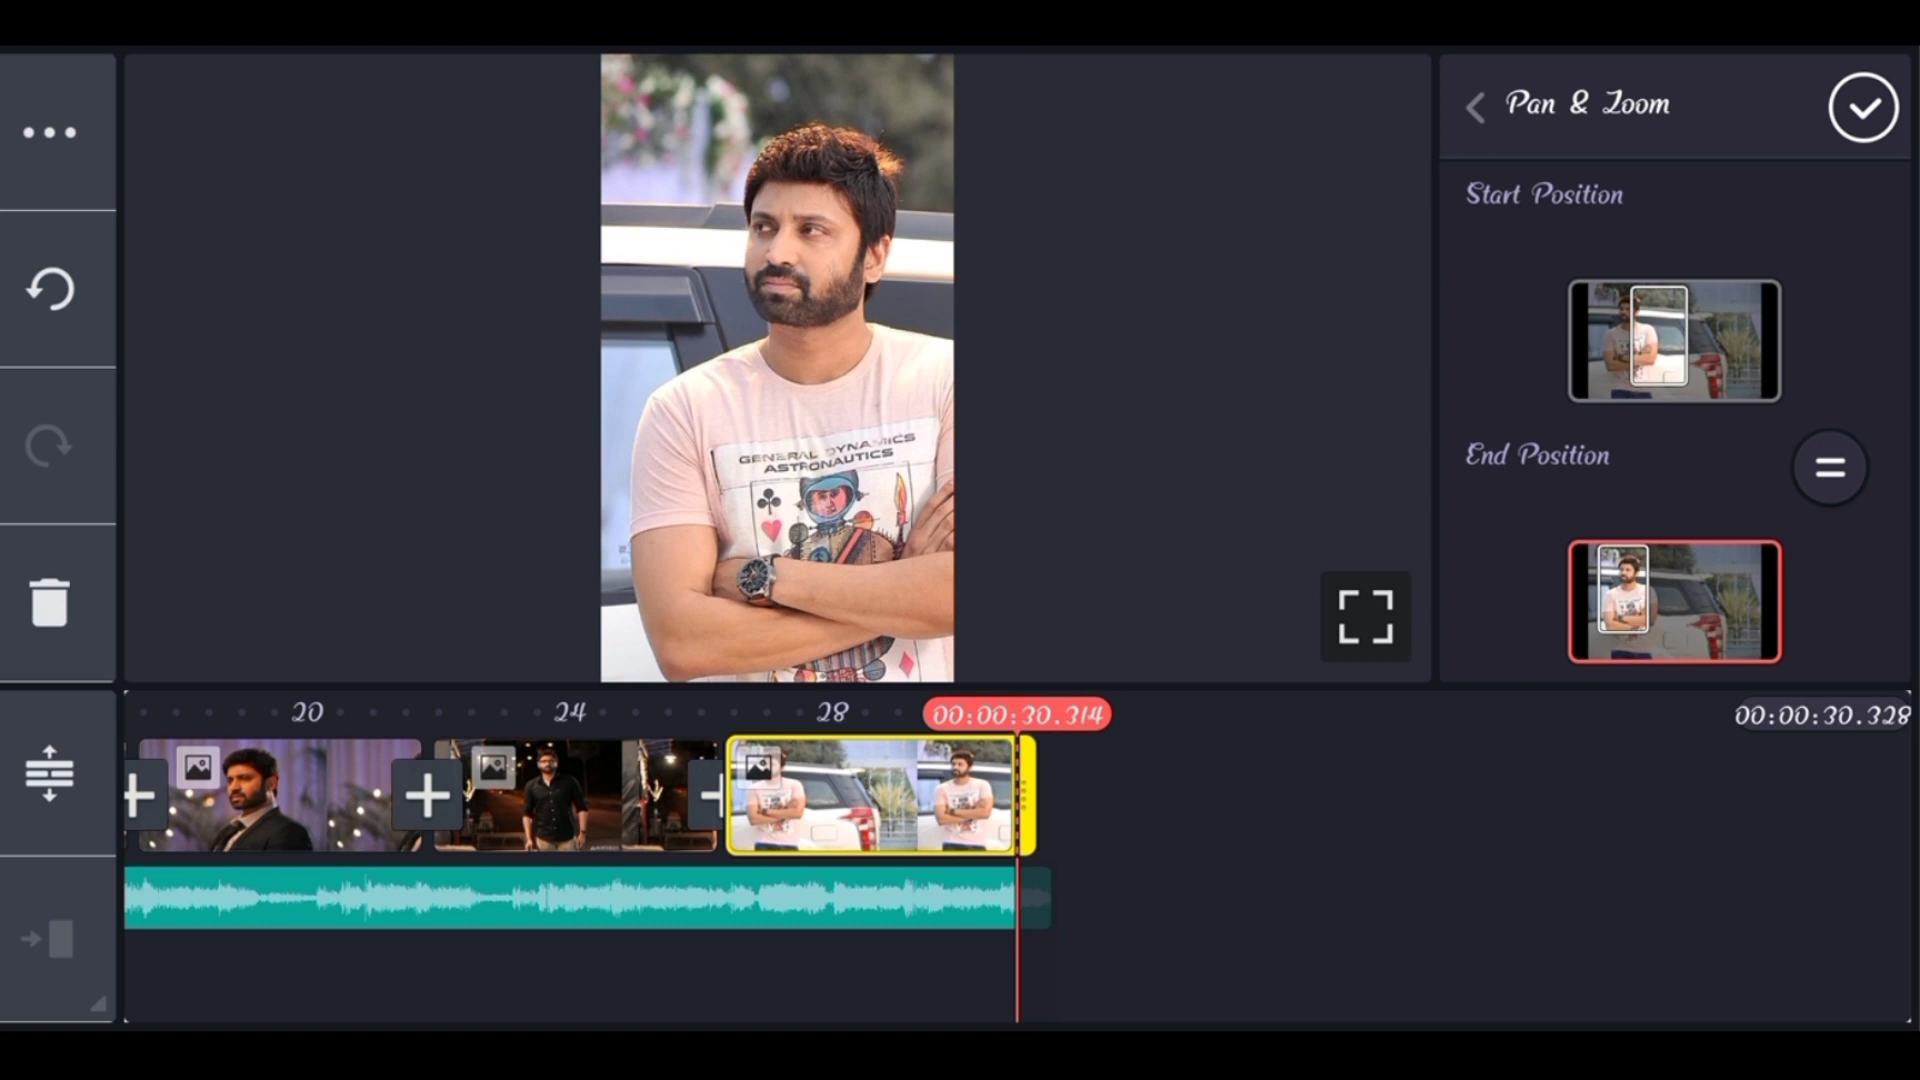 Pan & Zoom
Start Position
End Position
GENERAL DYNAMICS
ASTRONAUTICS
20
24
28
00:00:30.314
00:00:30.328